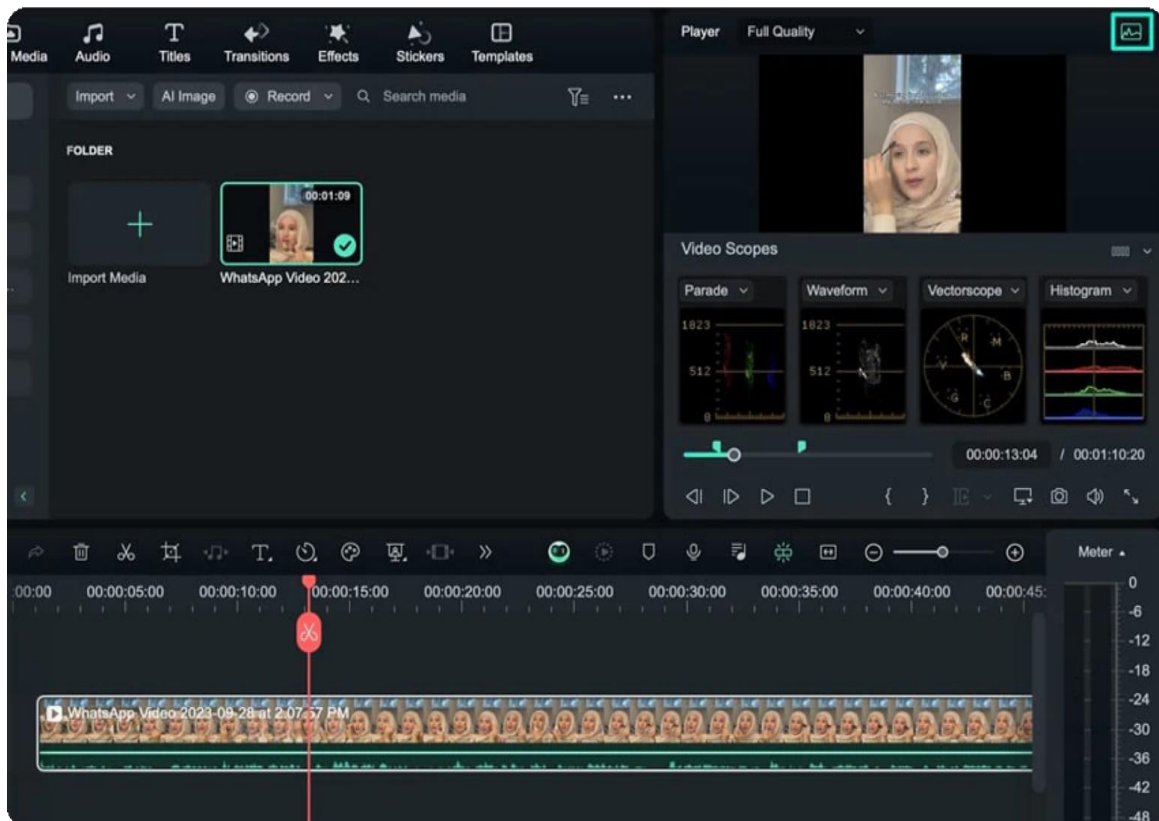 Media Audio Titles Transitions Effects Stickers Templates
Import AI Image Record Search media
FOLDER
00:01:09
Import Media WhatsApp Video 202...
Player Full Quality
Video Scopes
Parade Waveform Vectorscope Histogram
1023 1023
512 512
0 0
R M
Y B
G C
00:00:13:04 / 00:01:10:20
Meter
:00:00 00:00:05:00 00:00:10:00 00:00:15:00 00:00:20:00 00:00:25:00 00:00:30:00 00:00:35:00 00:00:40:00 00:00:45:
WhatsApp Video 2023-09-28 at 2.07.57 PM
0
-6
-12
-18
-24
-30
-36
-42
-48